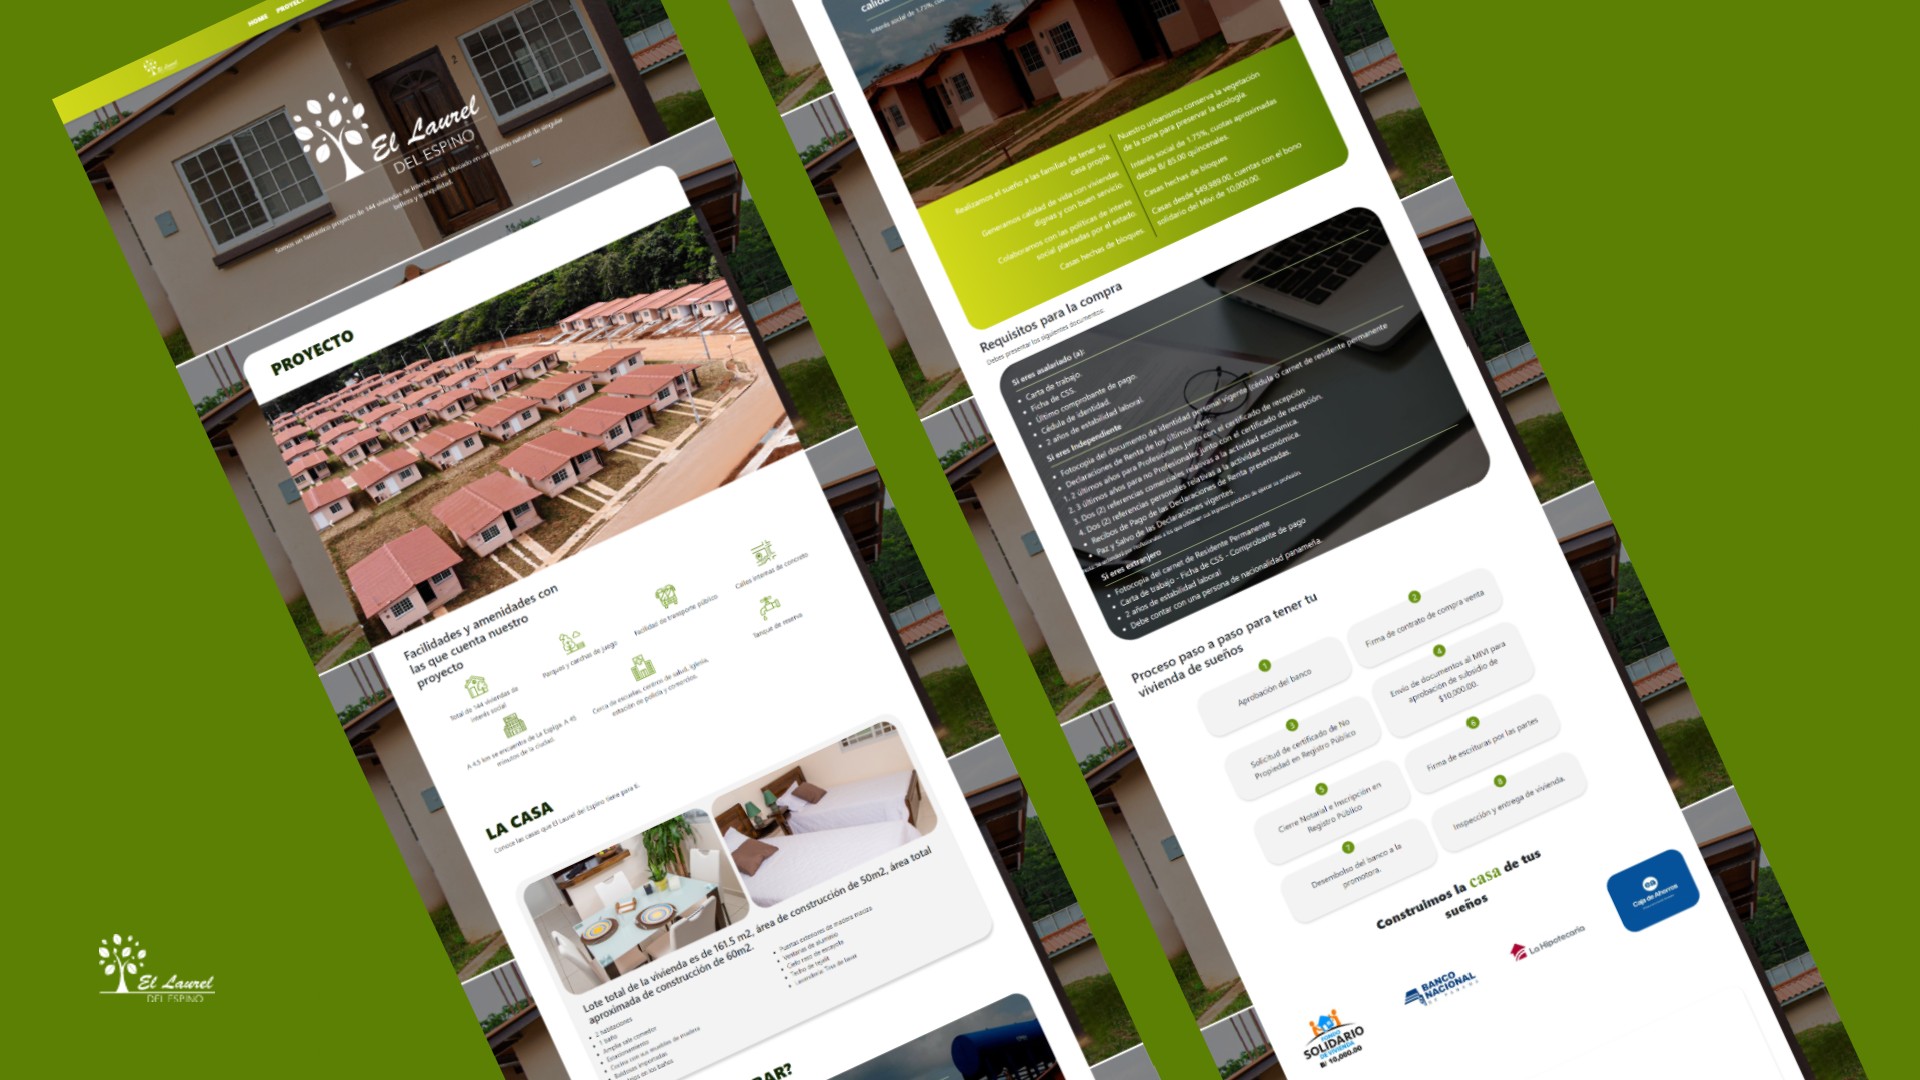 HOME
El Laurel
El Laurel
DEL ESPINO
Somos un fantástico proyecto de 144 viviendas de interés social. Ubicado en un entorno natural de singular
belleza y tranquilidad.
PROYECTO
Facilidades y amenidades con
las que cuenta nuestro
proyecto
Total de 144 viviendas de
interés social
Parques y canchas de juego
Facilidad de transporte público
Calles internas de concreto
A 4.5 km se encuentra de La Espiga. A 45
minutos de la ciudad.
Cerca de escuelas, centros de salud, iglesia,
estación de policía y comercios.
Tanque de reserva
LA CASA
Conoce las casas que El Laurel del Espino tiene para ti.
Lote total de la vivienda es de 161.5 m2, área de construcción de 50m2, área total
aproximada de construcción de 60m2.
2 habitaciones
1 baño
Amplia sala comedor
Estacionamiento
Cocina con sus muebles de madera
Baldosas importadas
en los baños
Puertas exteriores de madera maciza
Ventanas de aluminio
Cielo raso de escayola
Techo de tejalit
Lavandería: Tina de lavar
Interés social de 1.75%,
Realizamos el sueño a las familias de tener su
casa propia.
Generamos calidad de vida con viviendas
dignas y con buen servicio.
Colaboramos con las políticas de interés
social planteadas por el estado.
Casas hechas de bloques.
Nuestro urbanismo conserva la vegetación
de la zona para preservar la ecología.
Interés social de 1.75%, cuotas aproximadas
desde B/ 85.00 quincenales.
Casas hechas de bloques
Casas desde $49,989.00, cuentas con el bono
solidario del Mivi de 10,000.00.
Requisitos para la compra
Debes presentar los siguientes documentos:
Si eres asalariado (a):
Carta de trabajo.
Ficha de CSS.
Último comprobante de pago.
Cédula de identidad.
2 años de estabilidad laboral.
Si eres Independiente
Fotocopia del documento de identidad personal vigente (cédula o carnet de residente permanente
Declaraciones de Renta de los últimos años:
1. 2 últimos años para Profesionales junto con el certificado de recepción
2. 3 últimos años para no Profesionales junto con el certificado de recepción.
3. Dos (2) referencias comerciales relativas a la actividad económica.
4. Dos (2) referencias personales relativas a la actividad económica.
Recibos de Pago de las Declaraciones de Renta presentadas.
Paz y Salvo de las Declaraciones vigentes.
Si eres extranjero
Fotocopia del carnet de Residente Permanente
Carta de trabajo - Ficha de CSS - Comprobante de pago
2 años de estabilidad laboral
Debe contar con una persona de nacionalidad panameña.
Proceso paso a paso para tener tu
vivienda de sueños
1
Aprobación del banco
2
Firma de contrato de compra venta
3
Solicitud de certificado de No
Propiedad en Registro Público
4
Envío de documentos al MIVI para
aprobación de subsidio de
$10,000.00.
5
Cierre Notarial e Inscripción en
Registro Público
6
Firma de escrituras por las partes
7
Desembolso del banco a la
promotora.
8
Inspección y entrega de vivienda.
Construimos la casa de tus
sueños
FONDO
SOLIDARIO
DE VIVIENDA
B/ 10,000.00
BANCO
NACIONAL
DE PANAMÁ
La Hipotecaria
Caja de Ahorros
El Laurel
DEL ESPINO